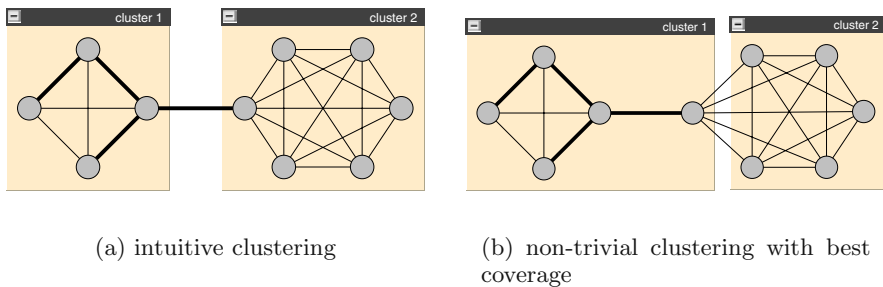 cluster 1
cluster 2
cluster 1
cluster 2
(a) intuitive clustering
(b) non-trivial clustering with best
coverage